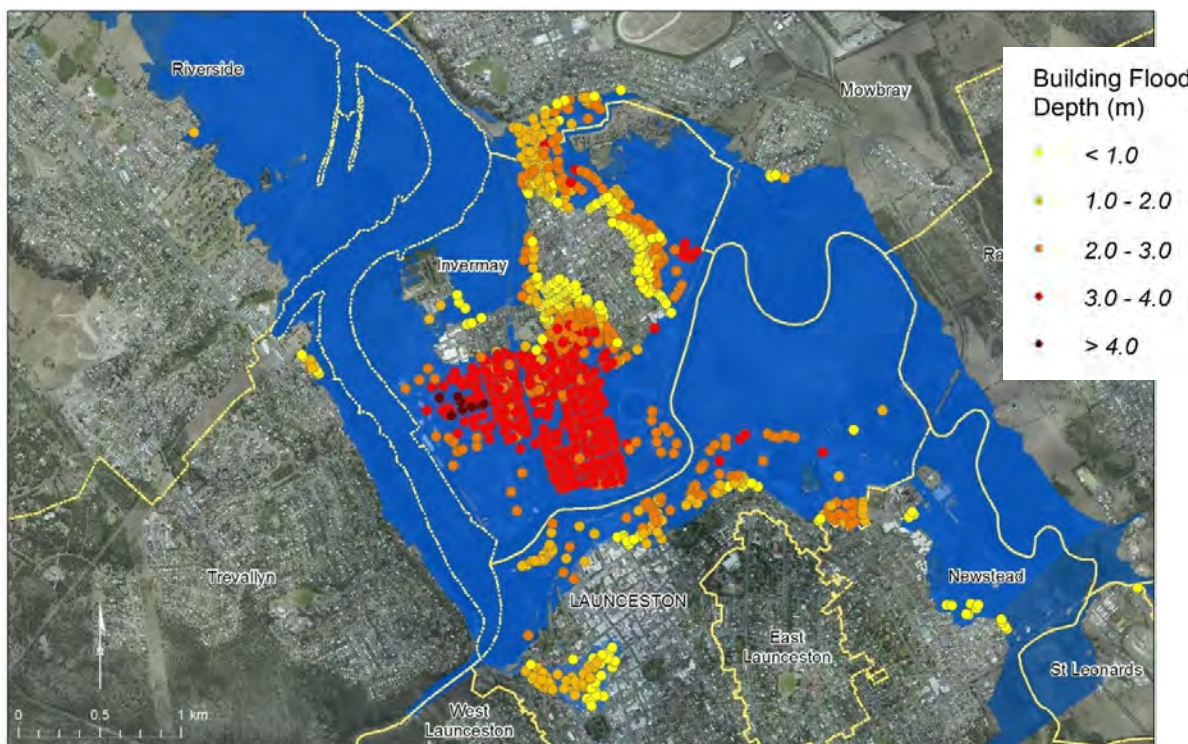 Riverside
Mowbray
Building Flood
Depth (m)
< 1.0
1.0 - 2.0
2.0 - 3.0
3.0 - 4.0
> 4.0
Ra
Invermay
Trevallyn
LAUNCESTON
Newstead
East
Launceston
St Leonards
West
Launceston
0 0.5 1 km